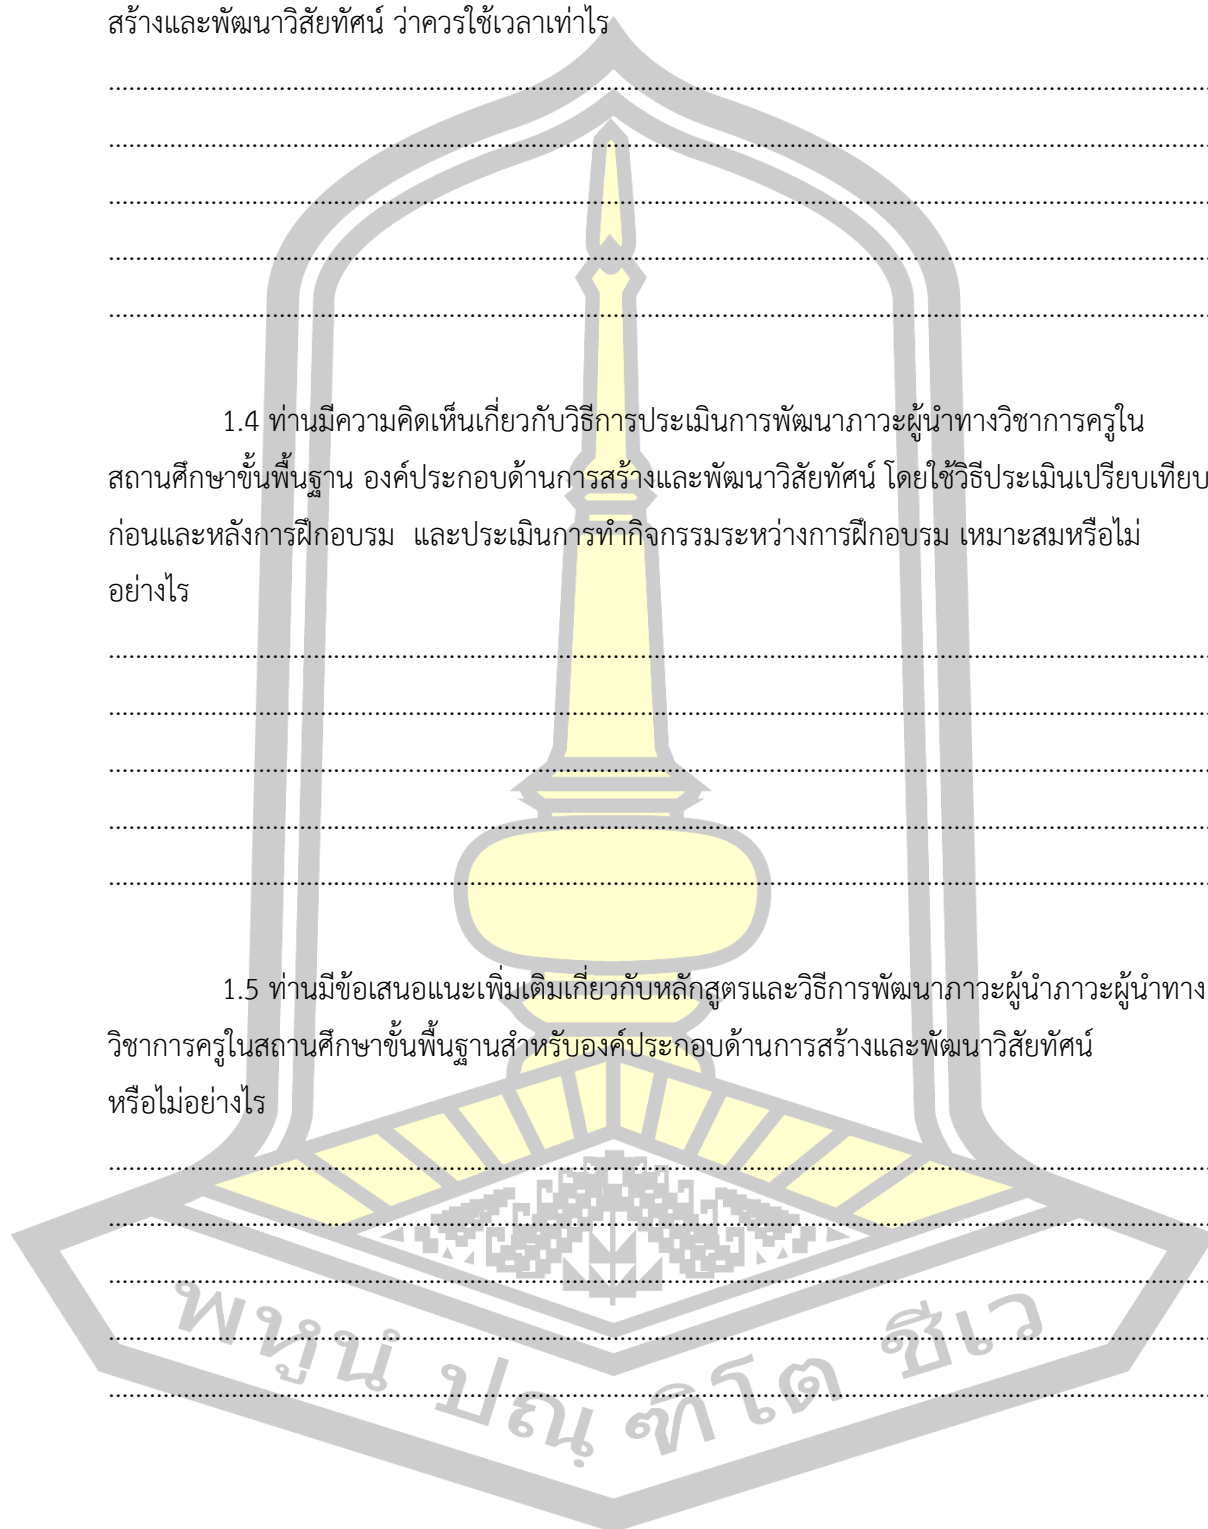 สร้างและพัฒนาวิสัยทัศน์ ว่าควรใช้เวลาเท่าไร
................................................................................................................................
................................................................................................................................
................................................................................................................................
................................................................................................................................
................................................................................................................................
1.4 ท่านมีความคิดเห็นเกี่ยวกับวิธีการประเมินการพัฒนาภาวะผู้นำทางวิชาการครูใน
สถานศึกษาขั้นพื้นฐาน องค์ประกอบด้านการสร้างและพัฒนาวิสัยทัศน์ โดยใช้วิธีประเมินเปรียบเทียบ
ก่อนและหลังการฝึกอบรม และประเมินการทำกิจกรรมระหว่างการฝึกอบรม เหมาะสมหรือไม่
อย่างไร
................................................................................................................................
................................................................................................................................
................................................................................................................................
................................................................................................................................
................................................................................................................................
1.5 ท่านมีข้อเสนอแนะเพิ่มเติมเกี่ยวกับหลักสูตรและวิธีการพัฒนาภาวะผู้นำภาวะผู้นำทาง
วิชาการครูในสถานศึกษาขั้นพื้นฐานสำหรับองค์ประกอบด้านการสร้างและพัฒนาวิสัยทัศน์
หรือไม่อย่างไร
................................................................................................................................
................................................................................................................................
................................................................................................................................
................................................................................................................................
................................................................................................................................
พหูนํ ปณฺฑิโต ชีเว